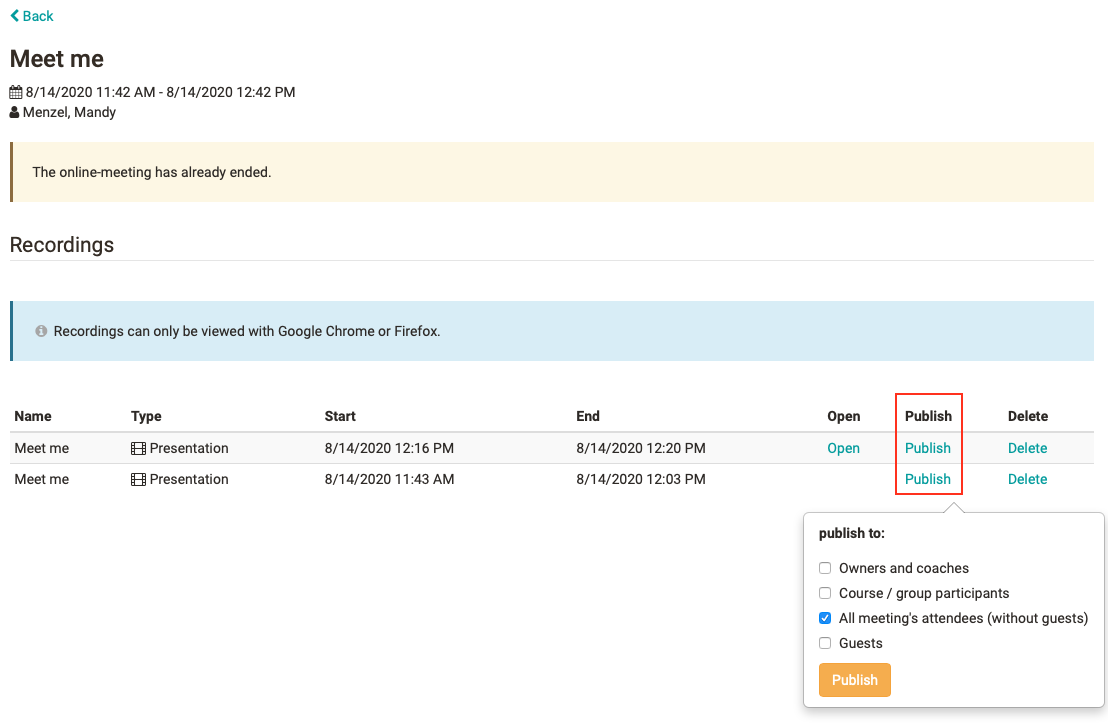 Back
Meet me
8/14/2020 11:42 AM - 8/14/2020 12:42 PM
Menzel, Mandy
The online-meeting has already ended.
Recordings
Recordings can only be viewed with Google Chrome or Firefox.
Name Type Start End Open Publish Delete
Meet me Presentation 8/14/2020 12:16 PM 8/14/2020 12:20 PM Open Publish Delete
Meet me Presentation 8/14/2020 11:43 AM 8/14/2020 12:03 PM Publish Delete
publish to:
Owners and coaches
Course / group participants
All meeting's attendees (without guests)
Guests
Publish